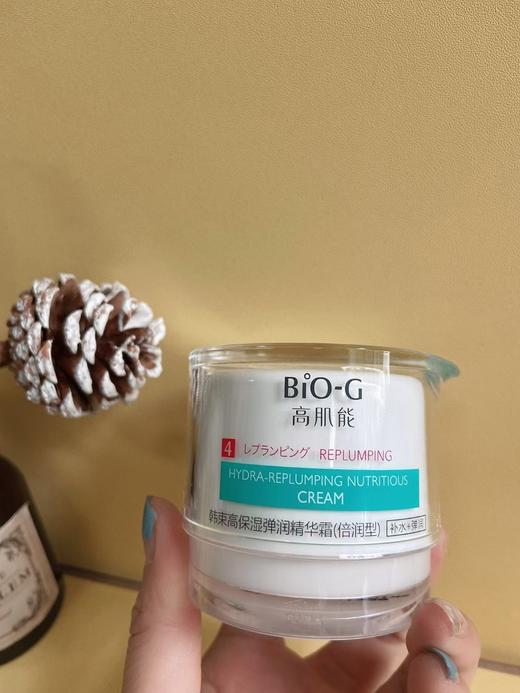 BiO-G
高肌能
4 レプランピング REPLUMPING
HYDRA-REPLUMPING NUTRITIOUS
CREAM
韩束高保湿弹润精华霜(倍润型) 补水+弹润